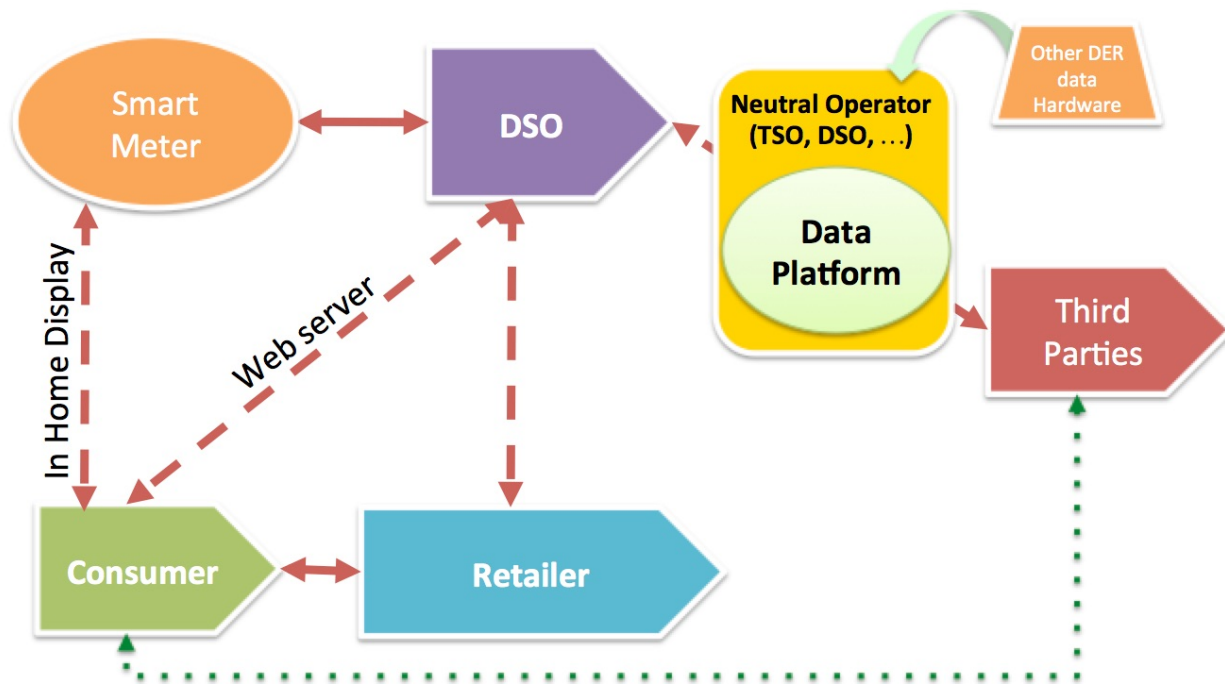 Smart
Meter
DSO
Neutral Operator
(TSO, DSO, …)
Data
Platform
Other DER
data
Hardware
Third
Parties
In Home Display
Web server
Consumer
Retailer